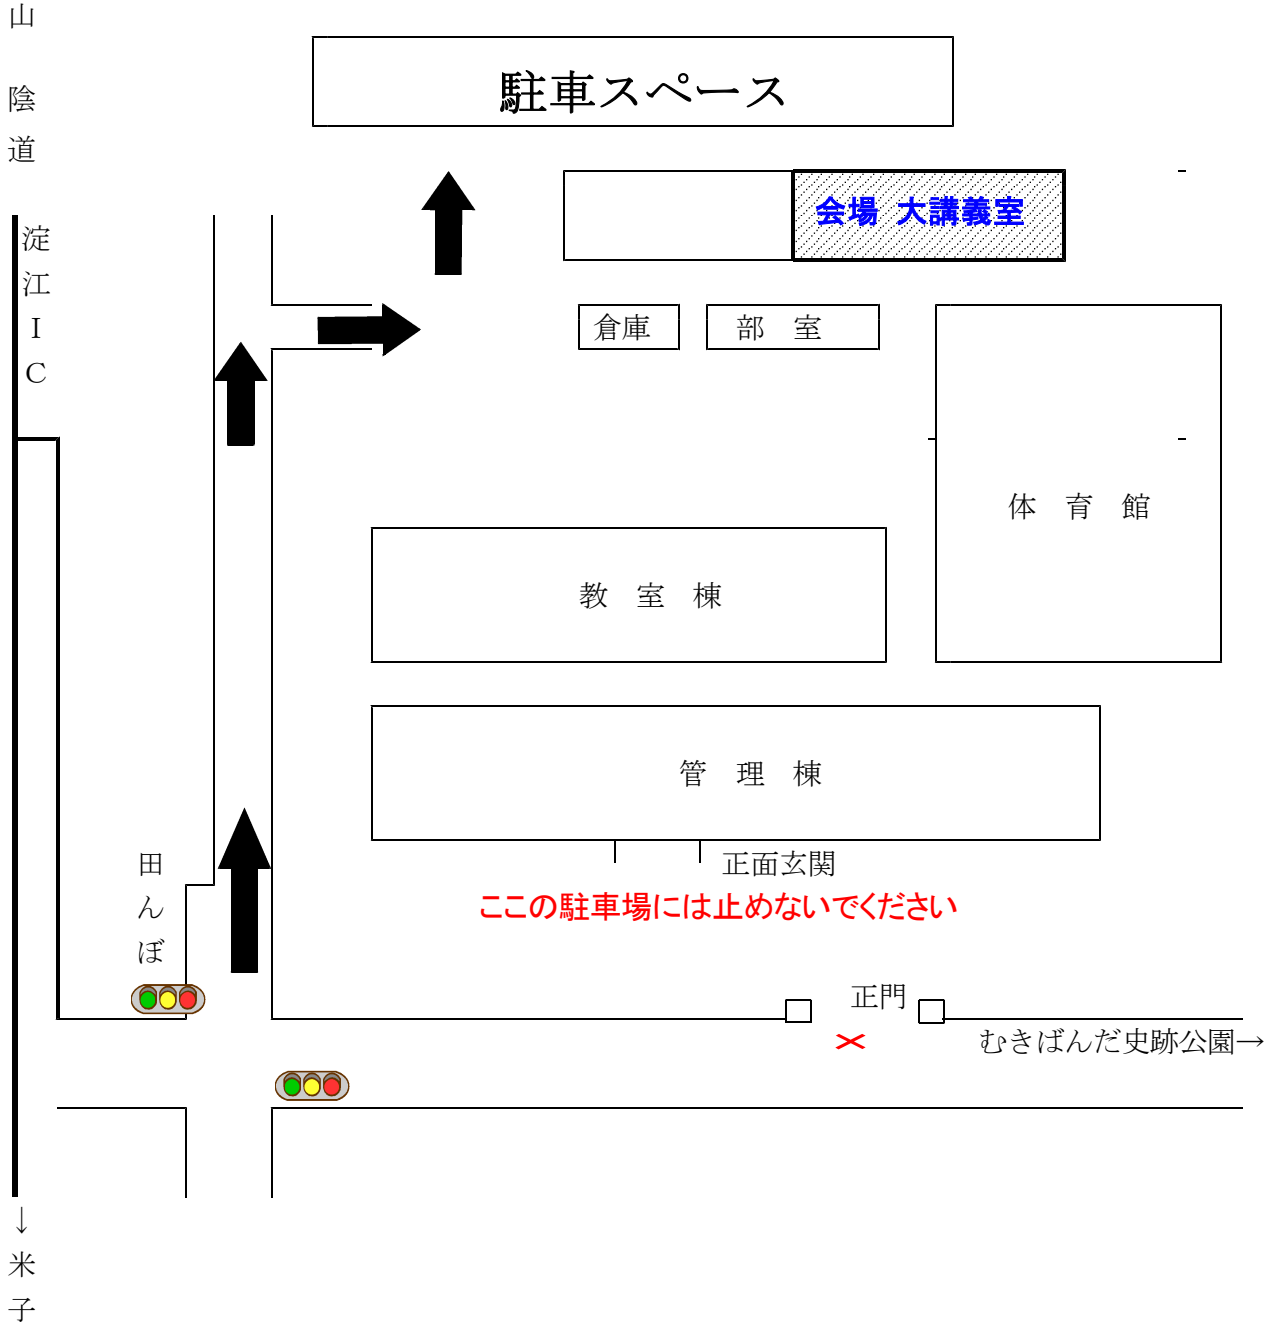 山陰道
駐車スペース
会場 大講義室
淀江ＩＣ
倉庫
部 室
体 育 館
教 室 棟
管 理 棟
田んぼ
正面玄関
ここの駐車場には止めないでください
正門
×
むきばんだ史跡公園→
↓米子